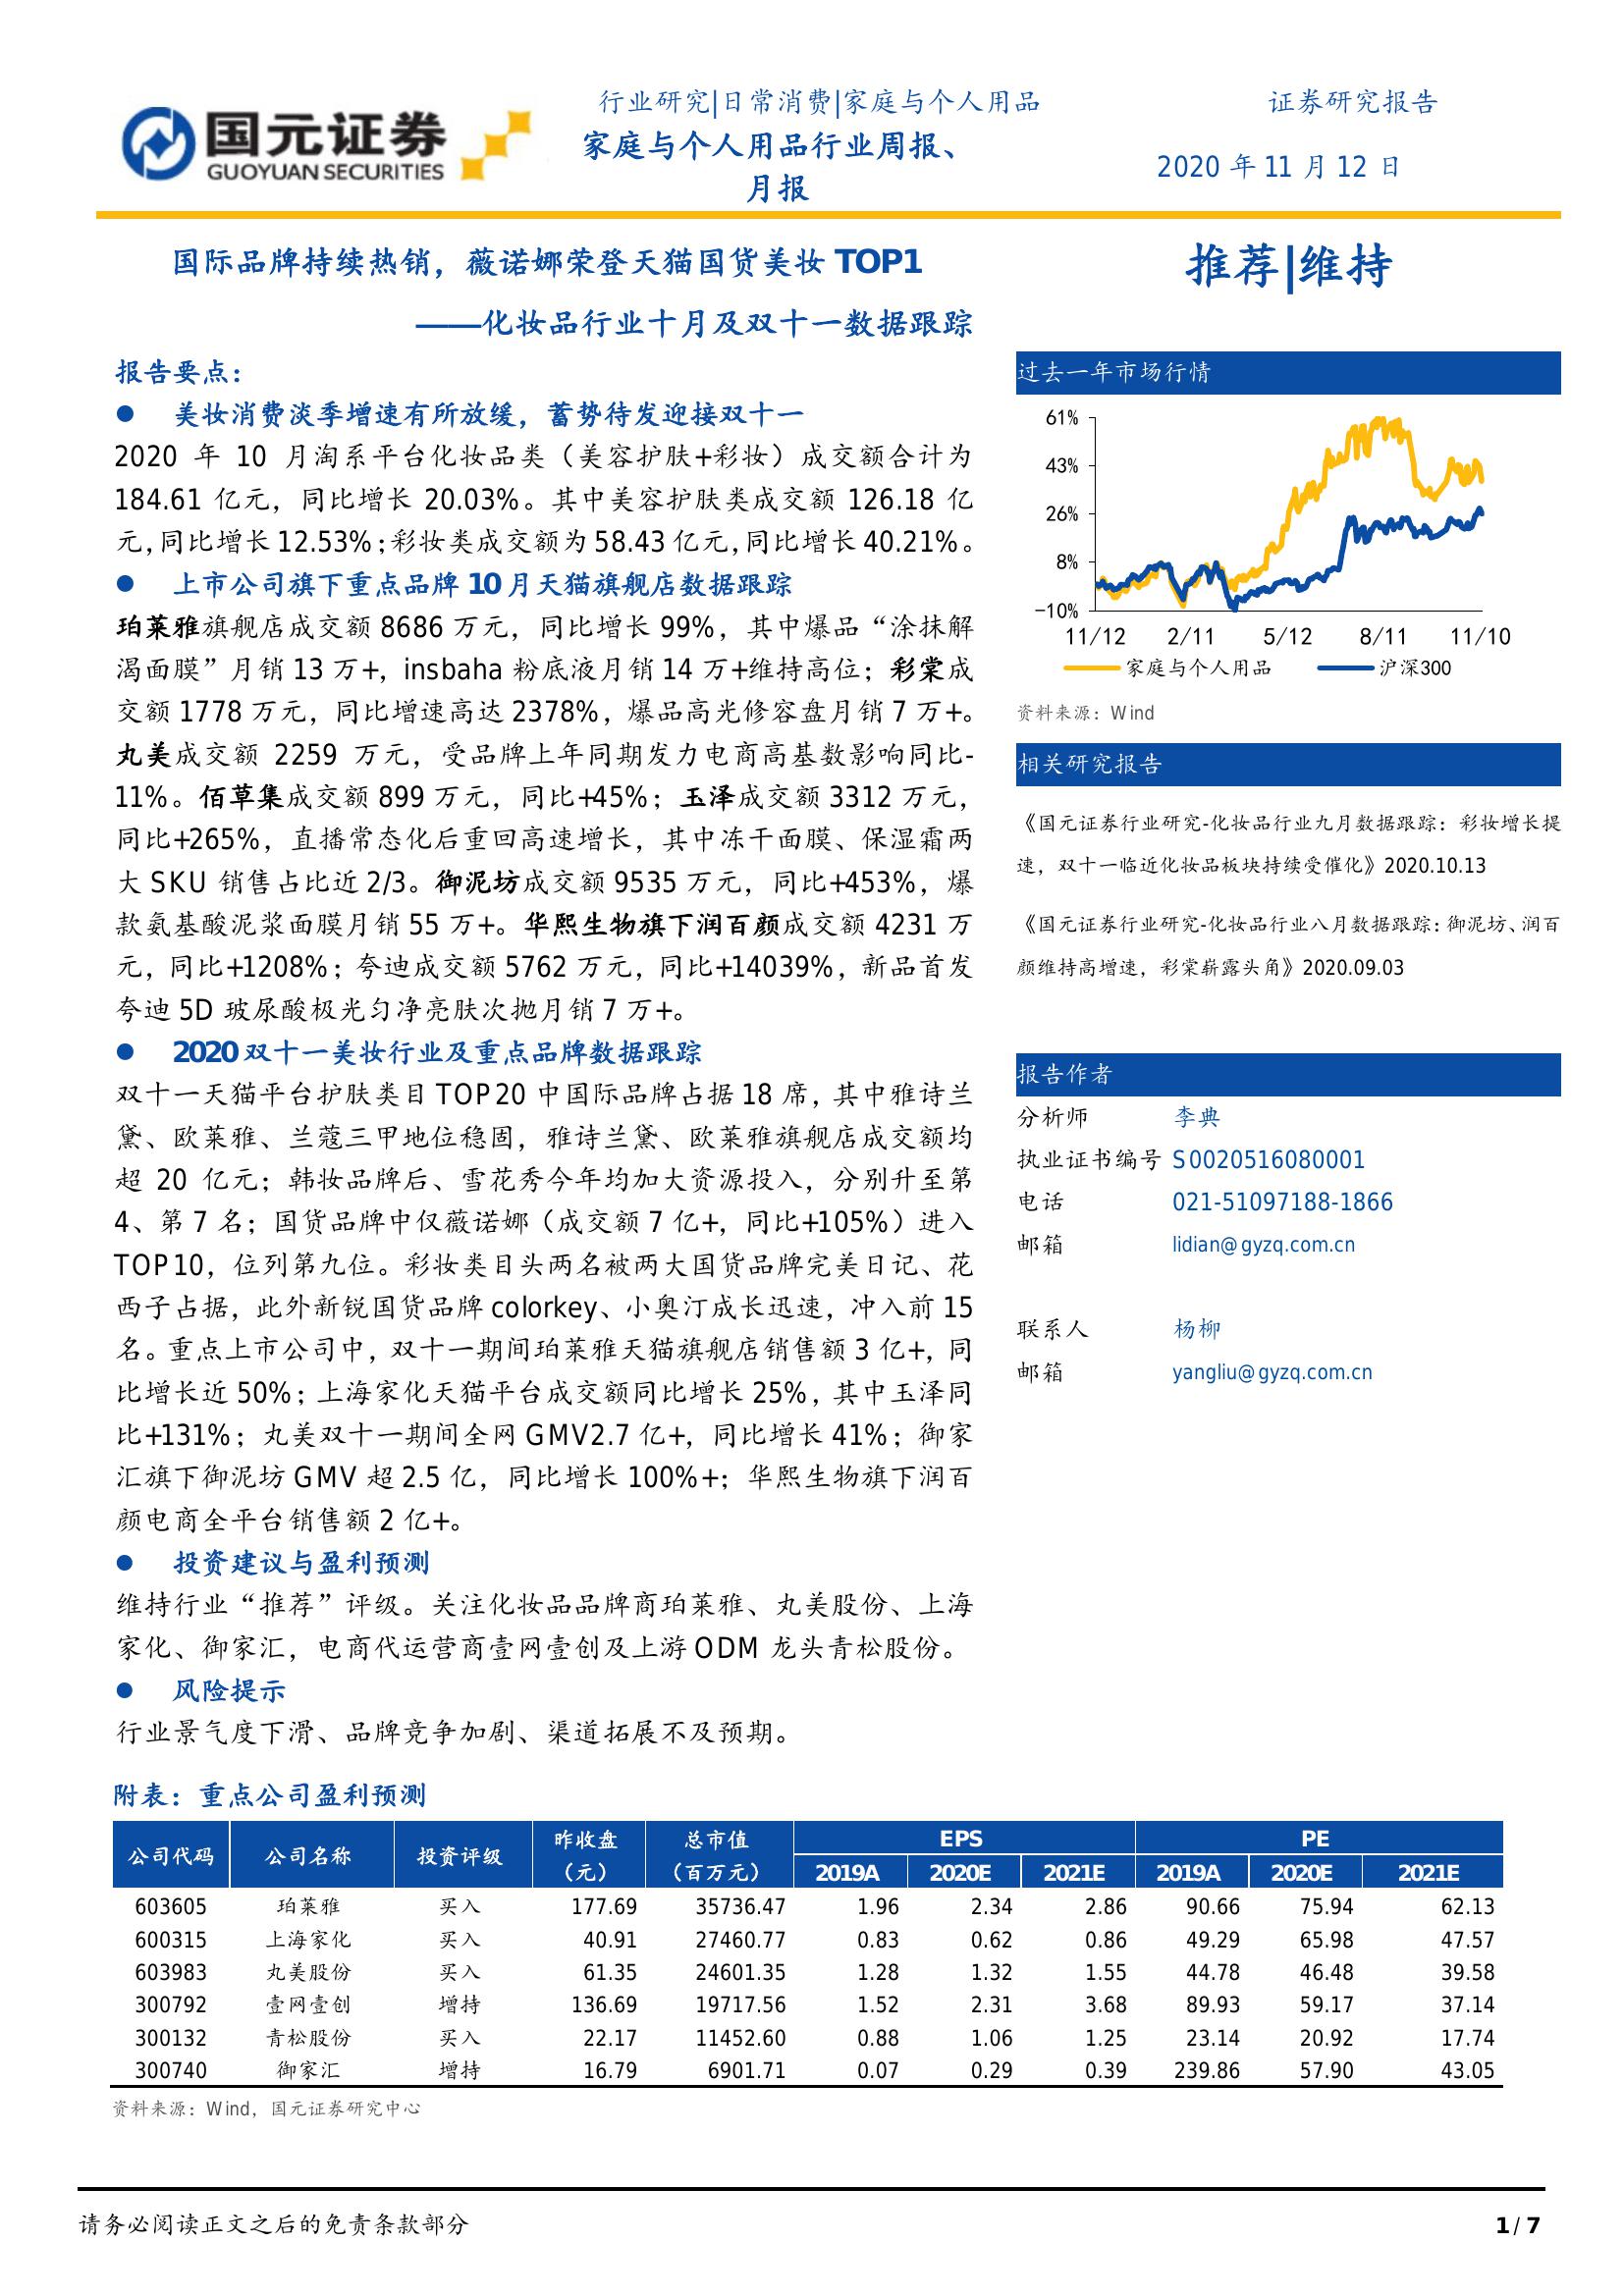 国元证券
GUOYUAN SECURITIES
行业研究|日常消费|家庭与个人用品
证券研究报告
家庭与个人用品行业周报、
月报
2020 年 11 月 12 日
国际品牌持续热销，薇诺娜荣登天猫国货美妆 TOP1
——化妆品行业十月及双十一数据跟踪
报告要点：
● 美妆消费淡季增速有所放缓，蓄势待发迎接双十一
2020 年 10 月淘系平台化妆品类（美容护肤+彩妆）成交额合计为
184.61 亿元，同比增长 20.03%。其中美容护肤类成交额 126.18 亿
元，同比增长 12.53%；彩妆类成交额为 58.43 亿元，同比增长 40.21%。
● 上市公司旗下重点品牌 10 月天猫旗舰店数据跟踪
珀莱雅旗舰店成交额 8686 万元，同比增长 99%，其中爆品“涂抹解
渴面膜”月销 13 万+，insbaha 粉底液月销 14 万+维持高位；彩棠成
交额 1778 万元，同比增速高达 2378%，爆品高光修容盘月销 7 万+。
丸美成交额 2259 万元，受品牌上年同期发力电商高基数影响同比-
11%。佰草集成交额 899 万元，同比+45%；玉泽成交额 3312 万元，
同比+265%，直播常态化后重回高速增长，其中冻干面膜、保湿霜两
大 SKU 销售占比近 2/3。御泥坊成交额 9535 万元，同比+453%，爆
款氨基酸泥浆面膜月销 55 万+。华熙生物旗下润百颜成交额 4231 万
元，同比+1208%；夸迪成交额 5762 万元，同比+14039%，新品首发
夸迪 5D 玻尿酸极光匀净亮肤次抛月销 7 万+。
● 2020 双十一美妆行业及重点品牌数据跟踪
双十一天猫平台护肤类目 TOP20 中国际品牌占据 18 席，其中雅诗兰
黛、欧莱雅、兰蔻三甲地位稳固，雅诗兰黛、欧莱雅旗舰店成交额均
超 20 亿元；韩妆品牌后、雪花秀今年均加大资源投入，分别升至第
4、第 7 名；国货品牌中仅薇诺娜（成交额 7 亿+，同比+105%）进入
TOP10，位列第九位。彩妆类目头两名被两大国货品牌完美日记、花
西子占据，此外新锐国货品牌 colorkey、小奥汀成长迅速，冲入前 15
名。重点上市公司中，双十一期间珀莱雅天猫旗舰店销售额 3 亿+，同
比增长近 50%；上海家化天猫平台成交额同比增长 25%，其中玉泽同
比+131%；丸美双十一期间全网 GMV2.7 亿+，同比增长 41%；御家
汇旗下御泥坊 GMV 超 2.5 亿，同比增长 100%+；华熙生物旗下润百
颜电商全平台销售额 2 亿+。
● 投资建议与盈利预测
维持行业“推荐”评级。关注化妆品品牌商珀莱雅、丸美股份、上海
家化、御家汇，电商代运营商壹网壹创及上游 ODM 龙头青松股份。
● 风险提示
行业景气度下滑、品牌竞争加剧、渠道拓展不及预期。
推荐|维持
过去一年市场行情
61%
43%
26%
8%
-10%
11/12 2/11 5/12 8/11 11/10
家庭与个人用品 沪深300
资料来源：Wind
相关研究报告
《国元证券行业研究-化妆品行业九月数据跟踪：彩妆增长提
速，双十一临近化妆品板块持续受催化》2020.10.13
《国元证券行业研究-化妆品行业八月数据跟踪：御泥坊、润百
颜维持高增速，彩棠崭露头角》2020.09.03
报告作者
分析师 李典
执业证书编号 S0020516080001
电话 021-51097188-1866
邮箱 lidian@gyzq.com.cn
联系人 杨柳
邮箱 yangliu@gyzq.com.cn
附表：重点公司盈利预测
公司代码 公司名称 投资评级 昨收盘（元） 总市值（百万元） EPS PE
2019A 2020E 2021E 2019A 2020E 2021E
603605 珀莱雅 买入 177.69 35736.47 1.96 2.34 2.86 90.66 75.94 62.13
600315 上海家化 买入 40.91 27460.77 0.83 0.62 0.86 49.29 65.98 47.57
603983 丸美股份 买入 61.35 24601.35 1.28 1.32 1.55 44.78 46.48 39.58
300792 壹网壹创 增持 136.69 19717.56 1.52 2.31 3.68 89.93 59.17 37.14
300132 青松股份 买入 22.17 11452.60 0.88 1.06 1.25 23.14 20.92 17.74
300740 御家汇 增持 16.79 6901.71 0.07 0.29 0.39 239.86 57.90 43.05
资料来源：Wind，国元证券研究中心
请务必阅读正文之后的免责条款部分
1 / 7